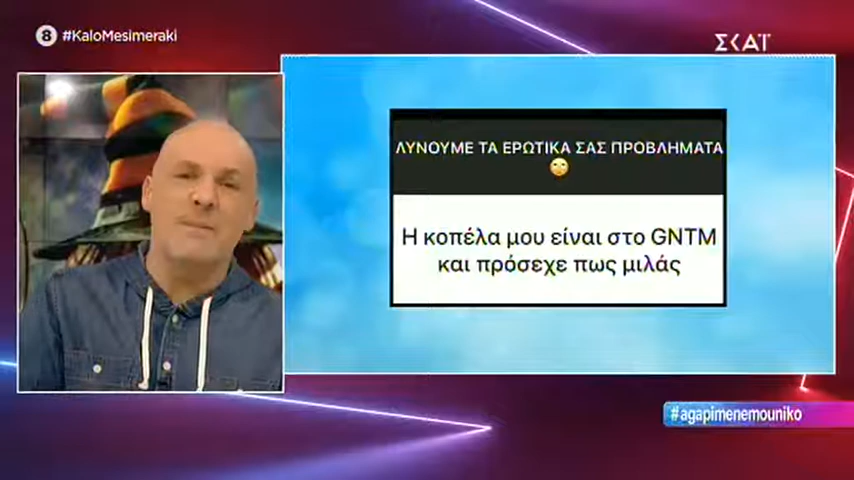 8 #KaloMesimeraki
ΣΚΑΪ
ΛΥΝΟΥΜΕ ΤΑ ΕΡΩΤΙΚΑ ΣΑΣ ΠΡΟΒΛΗΜΑΤΑ
🙄
Η κοπέλα μου είναι στο GNTM
και πρόσεχε πως μιλάς
#agapimenemouniko